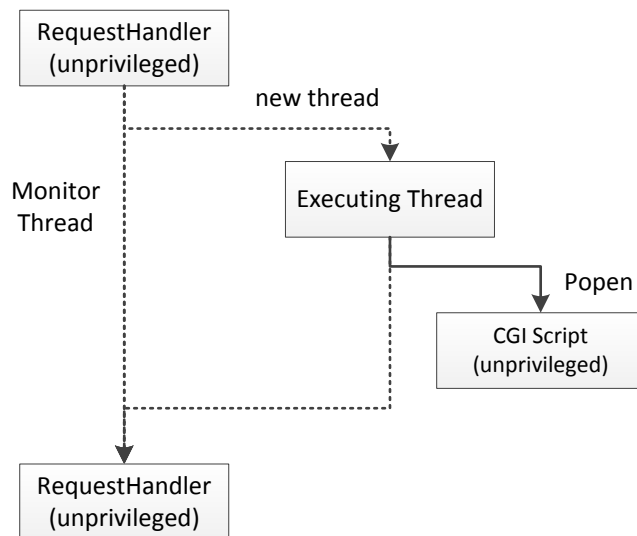 RequestHandler
(unprivileged)
new thread
Monitor
Thread
Executing Thread
Popen
CGI Script
(unprivileged)
RequestHandler
(unprivileged)